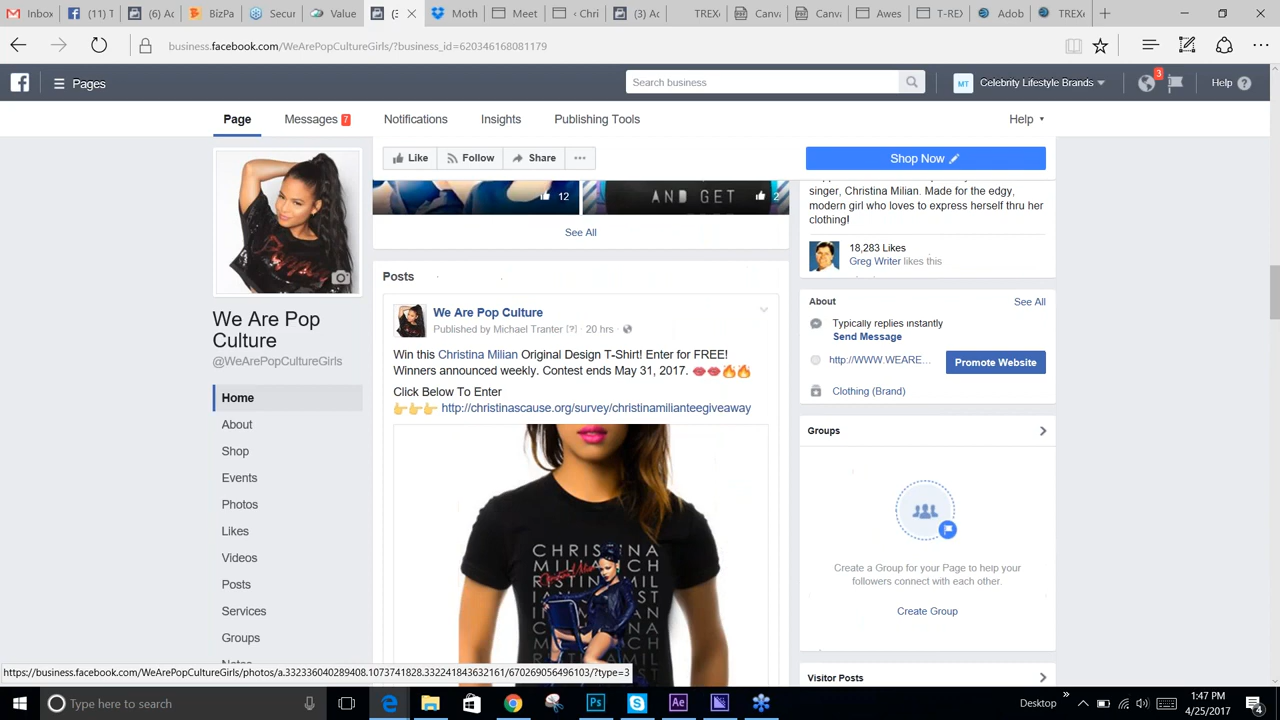 Inbox
(11) T
(6) Ac
BizPa
Secur
Value
Moth
Meet
‹ Chri
(3) Ac
TREX
Canv
Canv
Awes
T-RE
Adob
TREX
business.facebook.com/WeArePopCultureGirls/?business_id=620346168081179
Pages
Search business
MT
Celebrity Lifestyle Brands
3
Help
Page
Messages 7
Notifications
Insights
Publishing Tools
Help
Like
Follow
Share
Shop Now
12
AND GET
2
See All
singer, Christina Milian. Made for the edgy,
modern girl who loves to express herself thru her
clothing!
18,283 Likes
Greg Writer likes this
We Are Pop
Culture
@WeArePopCultureGirls
Home
About
Shop
Events
Photos
Likes
Videos
Posts
Services
Groups
Posts
We Are Pop Culture
Published by Michael Tranter [?] · 20 hrs ·
Win this Christina Milian Original Design T-Shirt! Enter for FREE!
Winners announced weekly. Contest ends May 31, 2017. 💋💋🔥🔥
Click Below To Enter
👉👉👉 http://christinascause.org/survey/christinamilianteegiveaway
CHRISTINA
About
See All
Typically replies instantly
Send Message
http://WWW.WEARE...
Promote Website
Clothing (Brand)
Groups
Create a Group for your Page to help your
followers connect with each other.
Create Group
Visitor Posts
https://business.facebook.com/WeArePopCultureGirls/photos/a.332336040289408.1073741828.332241843632161/670269056496103/?type=3
Type here to search
Desktop
1:47 PM
4/25/2017
4